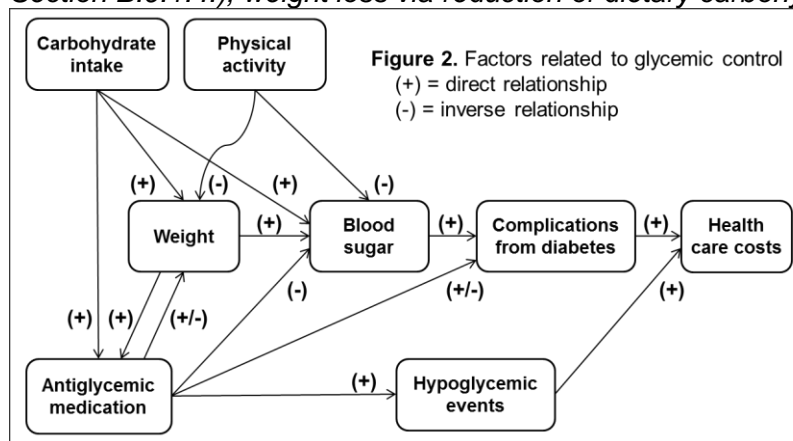 Section B.3.1.4.), weight loss via reduction of dietary carbohyd
Carbohydrate
intake
Physical
activity
Figure 2. Factors related to glycemic control
(+) = direct relationship
(-) = inverse relationship
(+)
(-)
(+)
(-)
Weight
(+)
Blood
sugar
(+)
Complications
from diabetes
(+)
Health
care costs
(+)
(+)
(+/-)
(-)
(+/-)
(+)
Antiglycemic
medication
(+)
Hypoglycemic
events